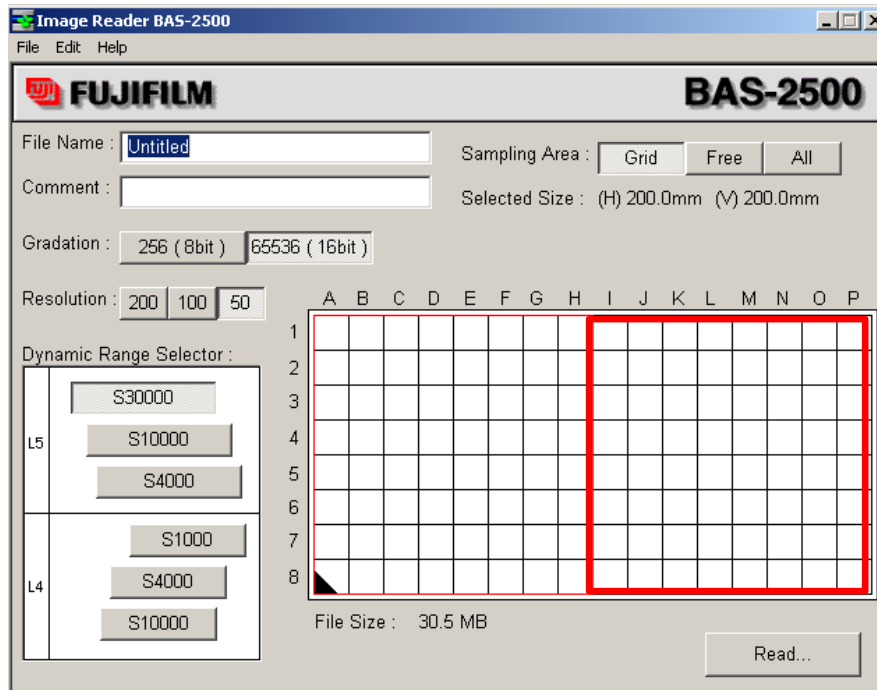 Image Reader BAS-2500
File Edit Help
FUJI FUJIFILM BAS-2500
File Name : Untitled
Sampling Area : Grid Free All
Comment :
Selected Size : (H) 200.0mm (V) 200.0mm
Gradation : 256 ( 8bit ) 65536 ( 16bit )
Resolution : 200 100 50
A B C D E F G H I J K L M N O P
1
2
3
4
5
6
7
8
Dynamic Range Selector :
L5
S30000
S10000
S4000
L4
S1000
S4000
S10000
File Size : 30.5 MB
Read...